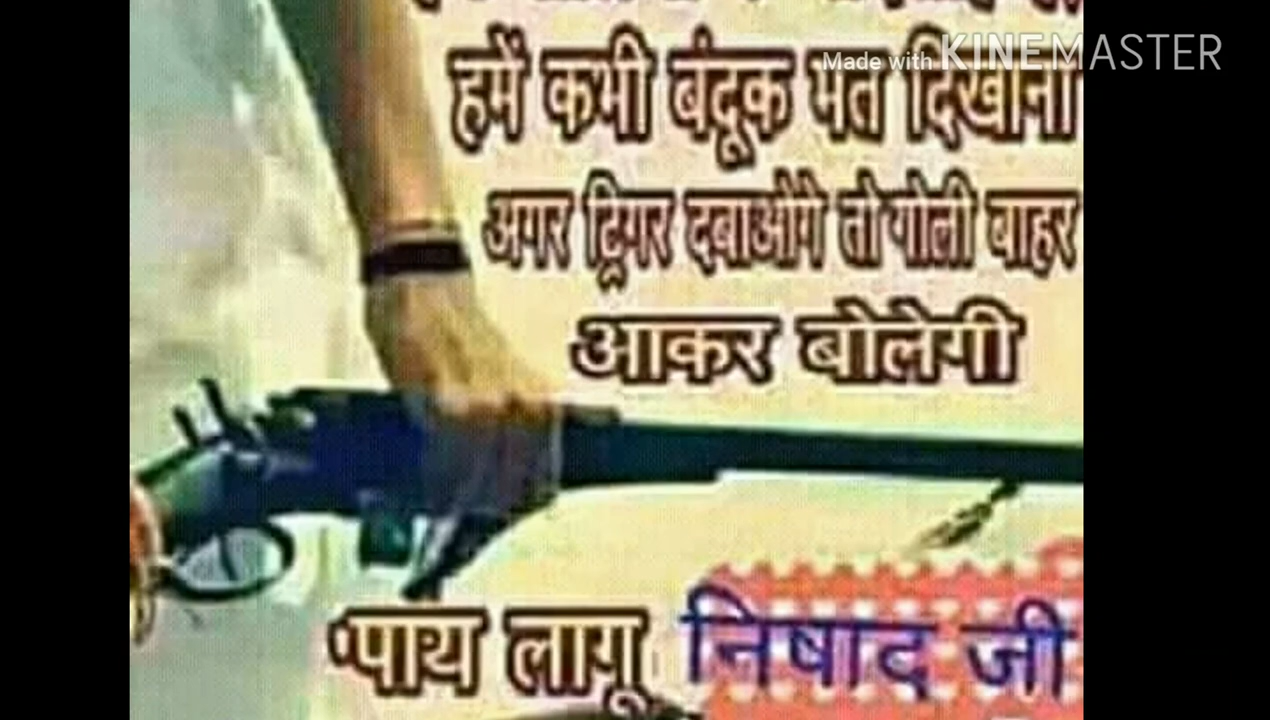 Made with KINEMASTER
हमें कभी बंदूक मत दिखाना
अगर ट्रिगर दबाओगे तो गोली बाहर
आकर बोलेगी
पाय लागू निषाद जी